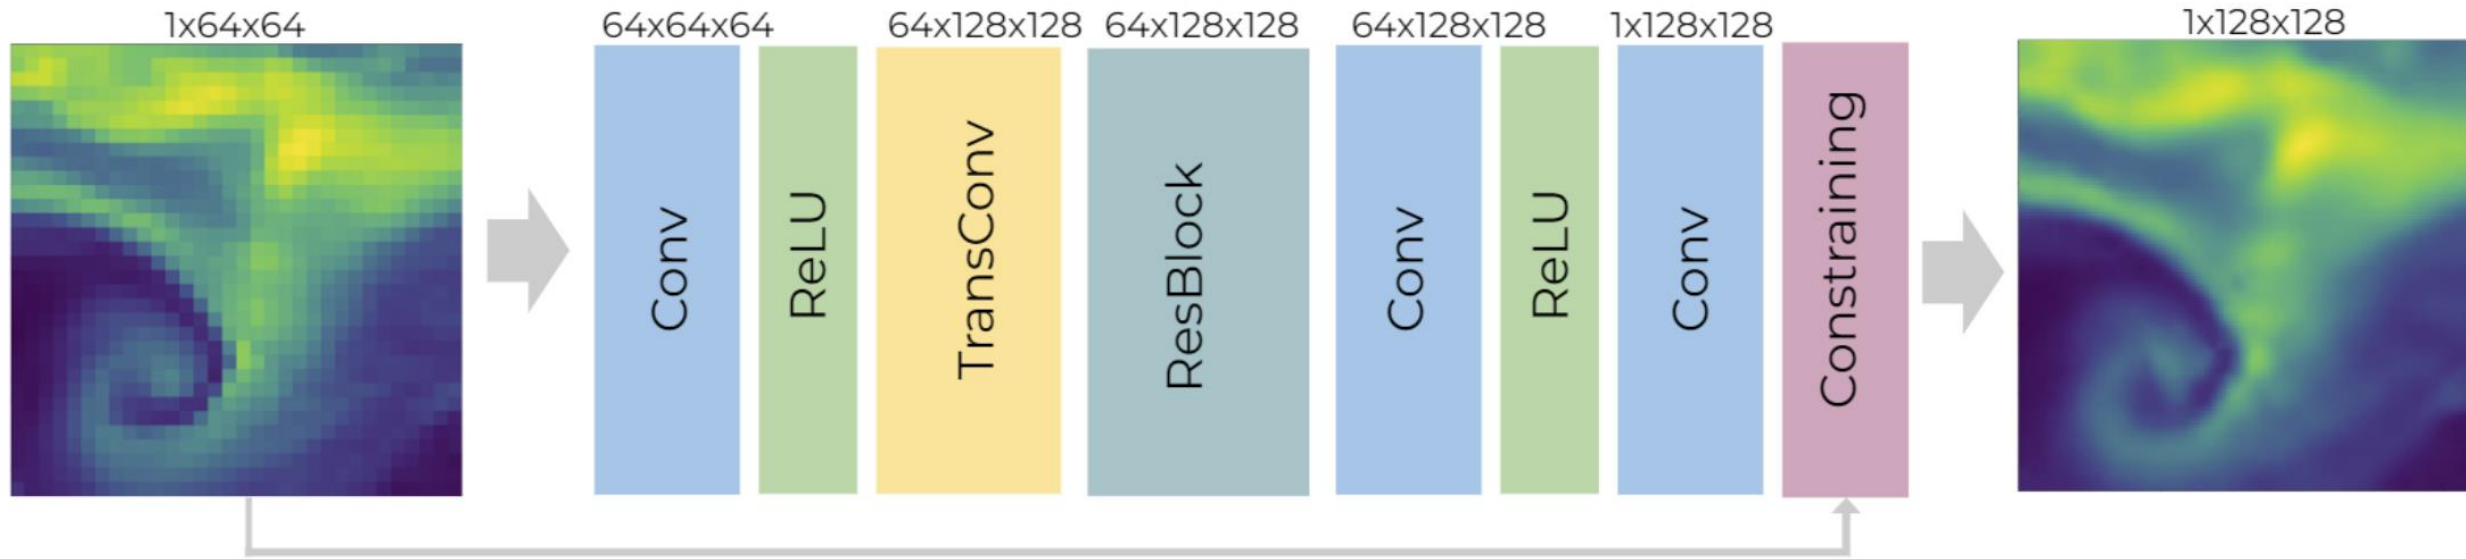 1x64x64
64x64x64
64x128x128
64x128x128
64x128x128
1x128x128
1x128x128
Conv
ReLU
TransConv
ResBlock
Conv
ReLU
Conv
Constraining